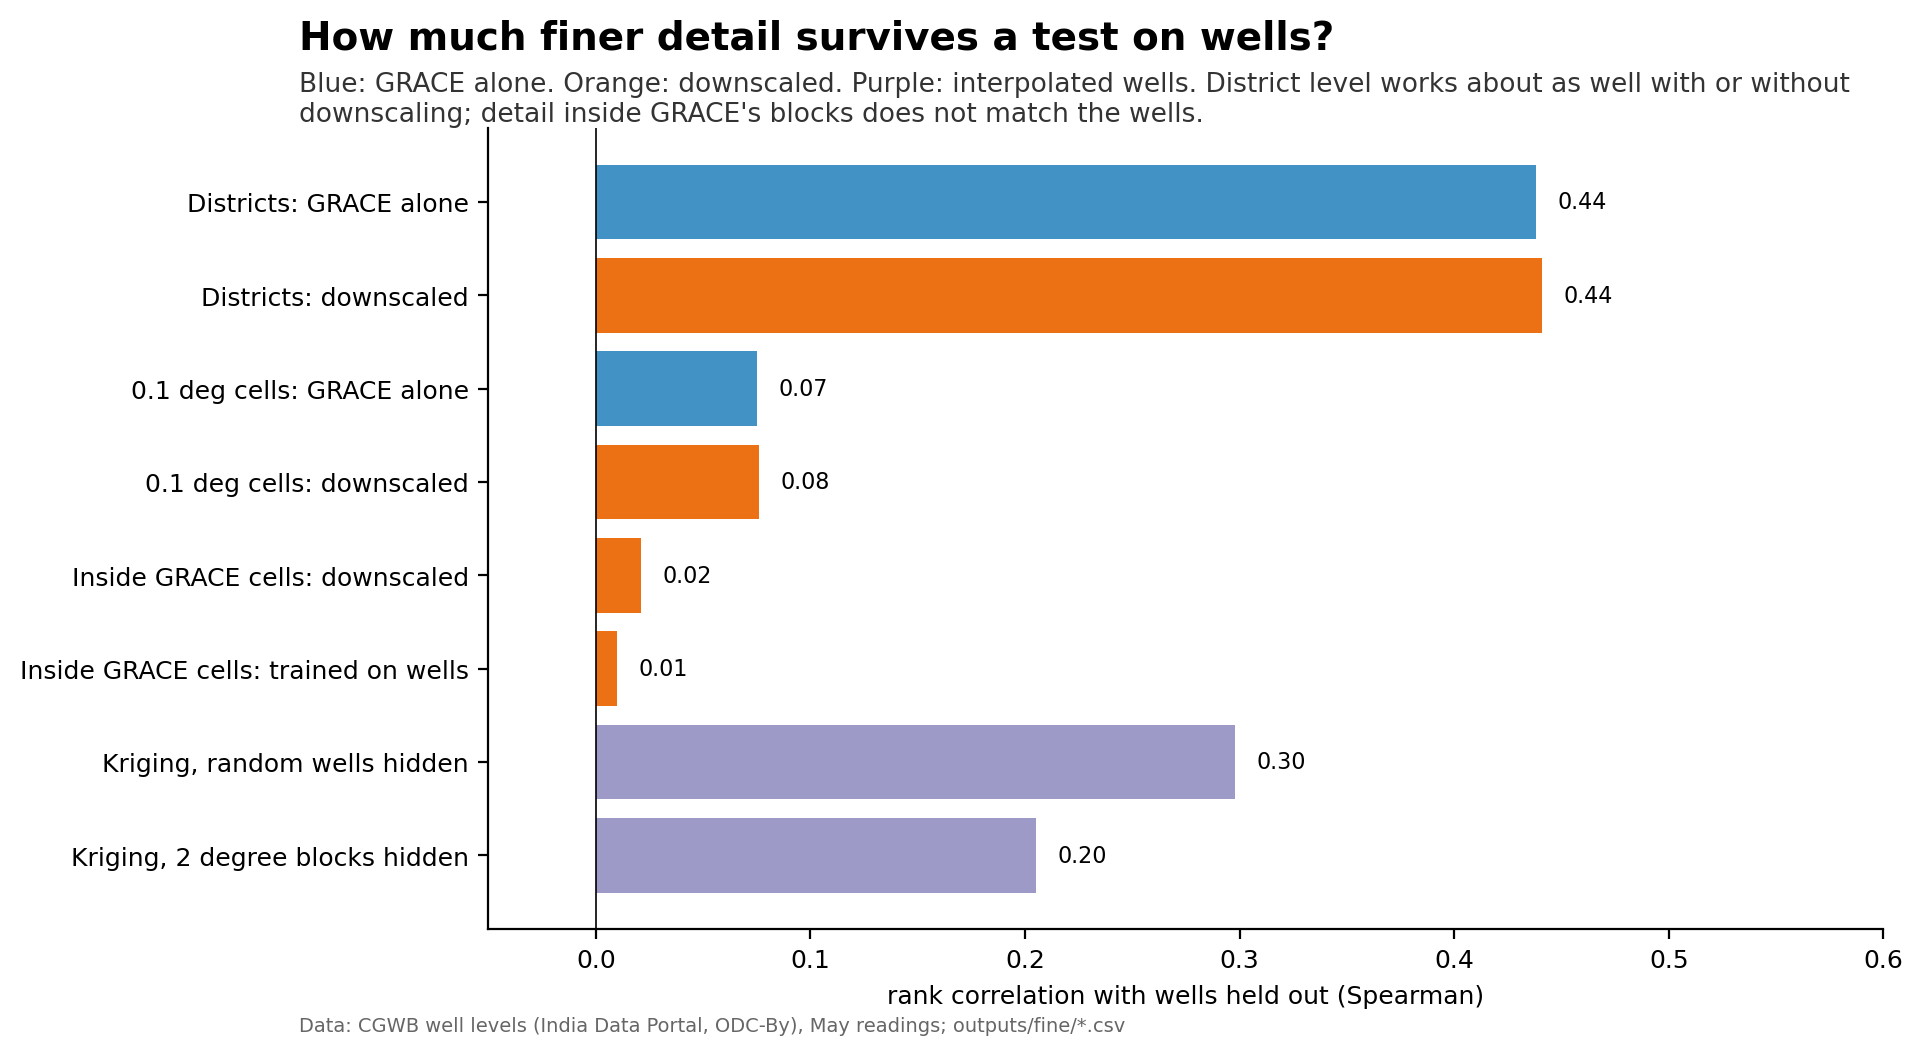 How much finer detail survives a test on wells?
Blue: GRACE alone. Orange: downscaled. Purple: interpolated wells. District level works about as well with or without
downscaling; detail inside GRACE's blocks does not match the wells.
Districts: GRACE alone
0.44
Districts: downscaled
0.44
0.1 deg cells: GRACE alone
0.07
0.1 deg cells: downscaled
0.08
Inside GRACE cells: downscaled
0.02
Inside GRACE cells: trained on wells
0.01
Kriging, random wells hidden
0.30
Kriging, 2 degree blocks hidden
0.20
0.0 0.1 0.2 0.3 0.4 0.5 0.6
rank correlation with wells held out (Spearman)
Data: CGWB well levels (India Data Portal, ODC-By), May readings; outputs/fine/*.csv